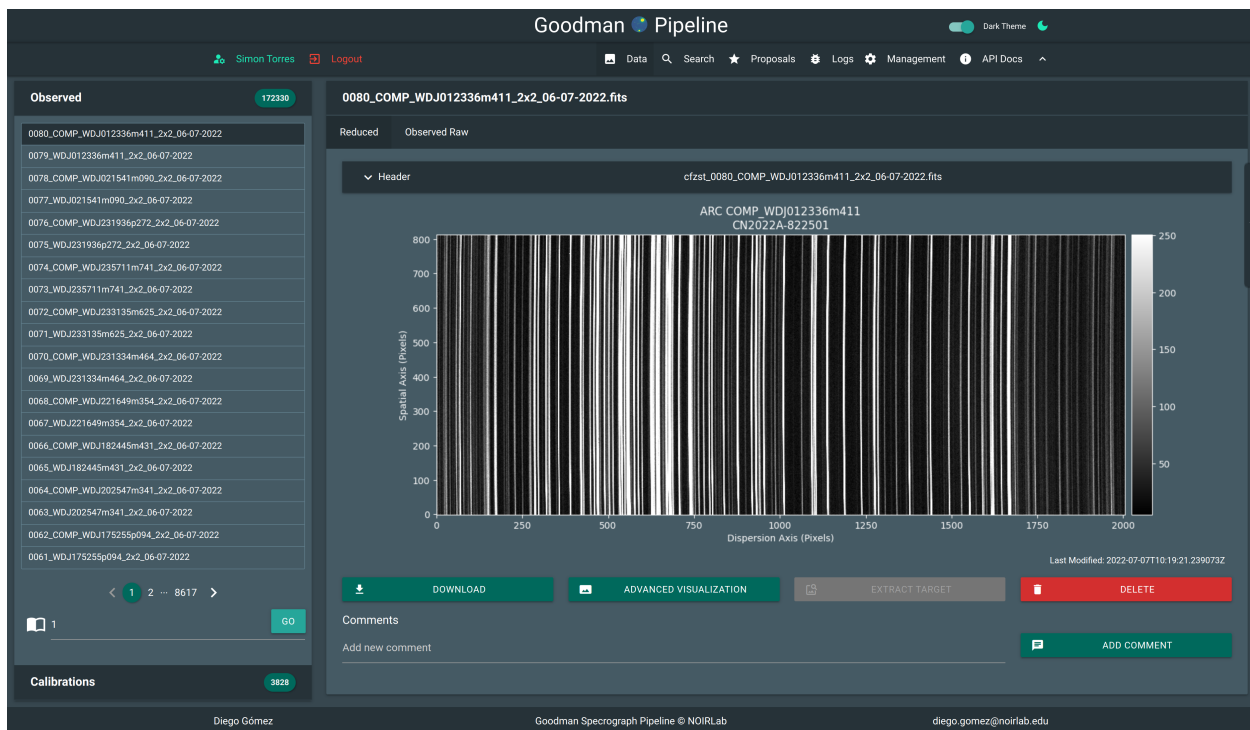 Goodman Pipeline
Dark Theme
Simon Torres Logout
Data Search Proposals Logs Management API Docs
Observed 172330
0080_COMP_WDJ012336m411_2x2_06-07-2022
0079_WDJ012336m411_2x2_06-07-2022
0078_COMP_WDJ021541m090_2x2_06-07-2022
0077_WDJ021541m090_2x2_06-07-2022
0076_COMP_WDJ231936p272_2x2_06-07-2022
0075_WDJ231936p272_2x2_06-07-2022
0074_COMP_WDJ235711m741_2x2_06-07-2022
0073_WDJ235711m741_2x2_06-07-2022
0072_COMP_WDJ233135m625_2x2_06-07-2022
0071_WDJ233135m625_2x2_06-07-2022
0070_COMP_WDJ231334m464_2x2_06-07-2022
0069_WDJ231334m464_2x2_06-07-2022
0068_COMP_WDJ221649m354_2x2_06-07-2022
0067_WDJ221649m354_2x2_06-07-2022
0066_COMP_WDJ182445m431_2x2_06-07-2022
0065_WDJ182445m431_2x2_06-07-2022
0064_COMP_WDJ202547m341_2x2_06-07-2022
0063_WDJ202547m341_2x2_06-07-2022
0062_COMP_WDJ175255p094_2x2_06-07-2022
0061_WDJ175255p094_2x2_06-07-2022
< 1 2 ... 8617 >
1 GO
Calibrations 3828
0080_COMP_WDJ012336m411_2x2_06-07-2022.fits
Reduced Observed Raw
Header cfzst_0080_COMP_WDJ012336m411_2x2_06-07-2022.fits
ARC COMP_WDJ012336m411
CN2022A-822501
Spatial Axis (Pixels)
800
700
600
500
400
300
200
100
0
0 250 500 750 1000 1250 1500 1750 2000
Dispersion Axis (Pixels)
250
200
150
100
50
Last Modified: 2022-07-07T10:19:21.239073Z
DOWNLOAD ADVANCED VISUALIZATION EXTRACT TARGET DELETE
Comments
Add new comment ADD COMMENT
Diego Gómez Goodman Specrograph Pipeline © NOIRLab diego.gomez@noirlab.edu